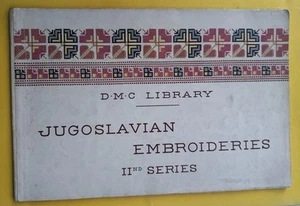 D·M·C LIBRARY
JUGOSLAVIAN
EMBROIDERIES
IIND SERIES